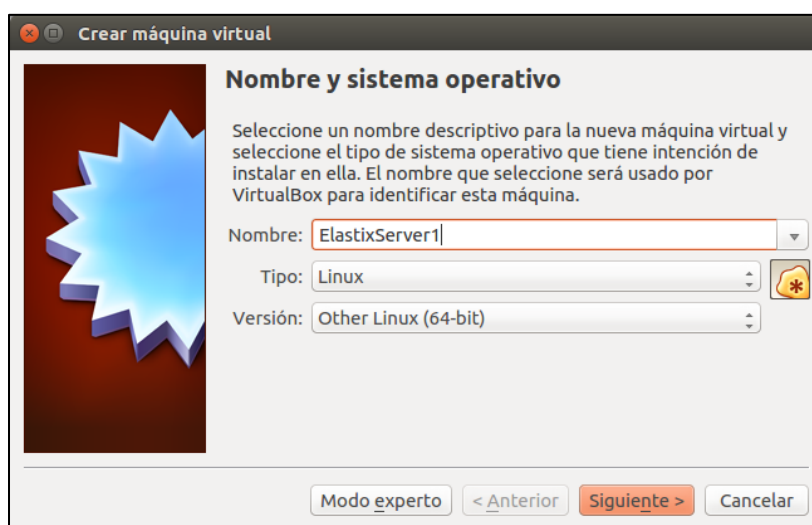 Crear máquina virtual
Nombre y sistema operativo
Seleccione un nombre descriptivo para la nueva máquina virtual y
seleccione el tipo de sistema operativo que tiene intención de
instalar en ella. El nombre que seleccione será usado por
VirtualBox para identificar esta máquina.
Nombre: ElastixServer1
Tipo: Linux
Versión: Other Linux (64-bit)
Modo experto < Anterior Siguiente > Cancelar